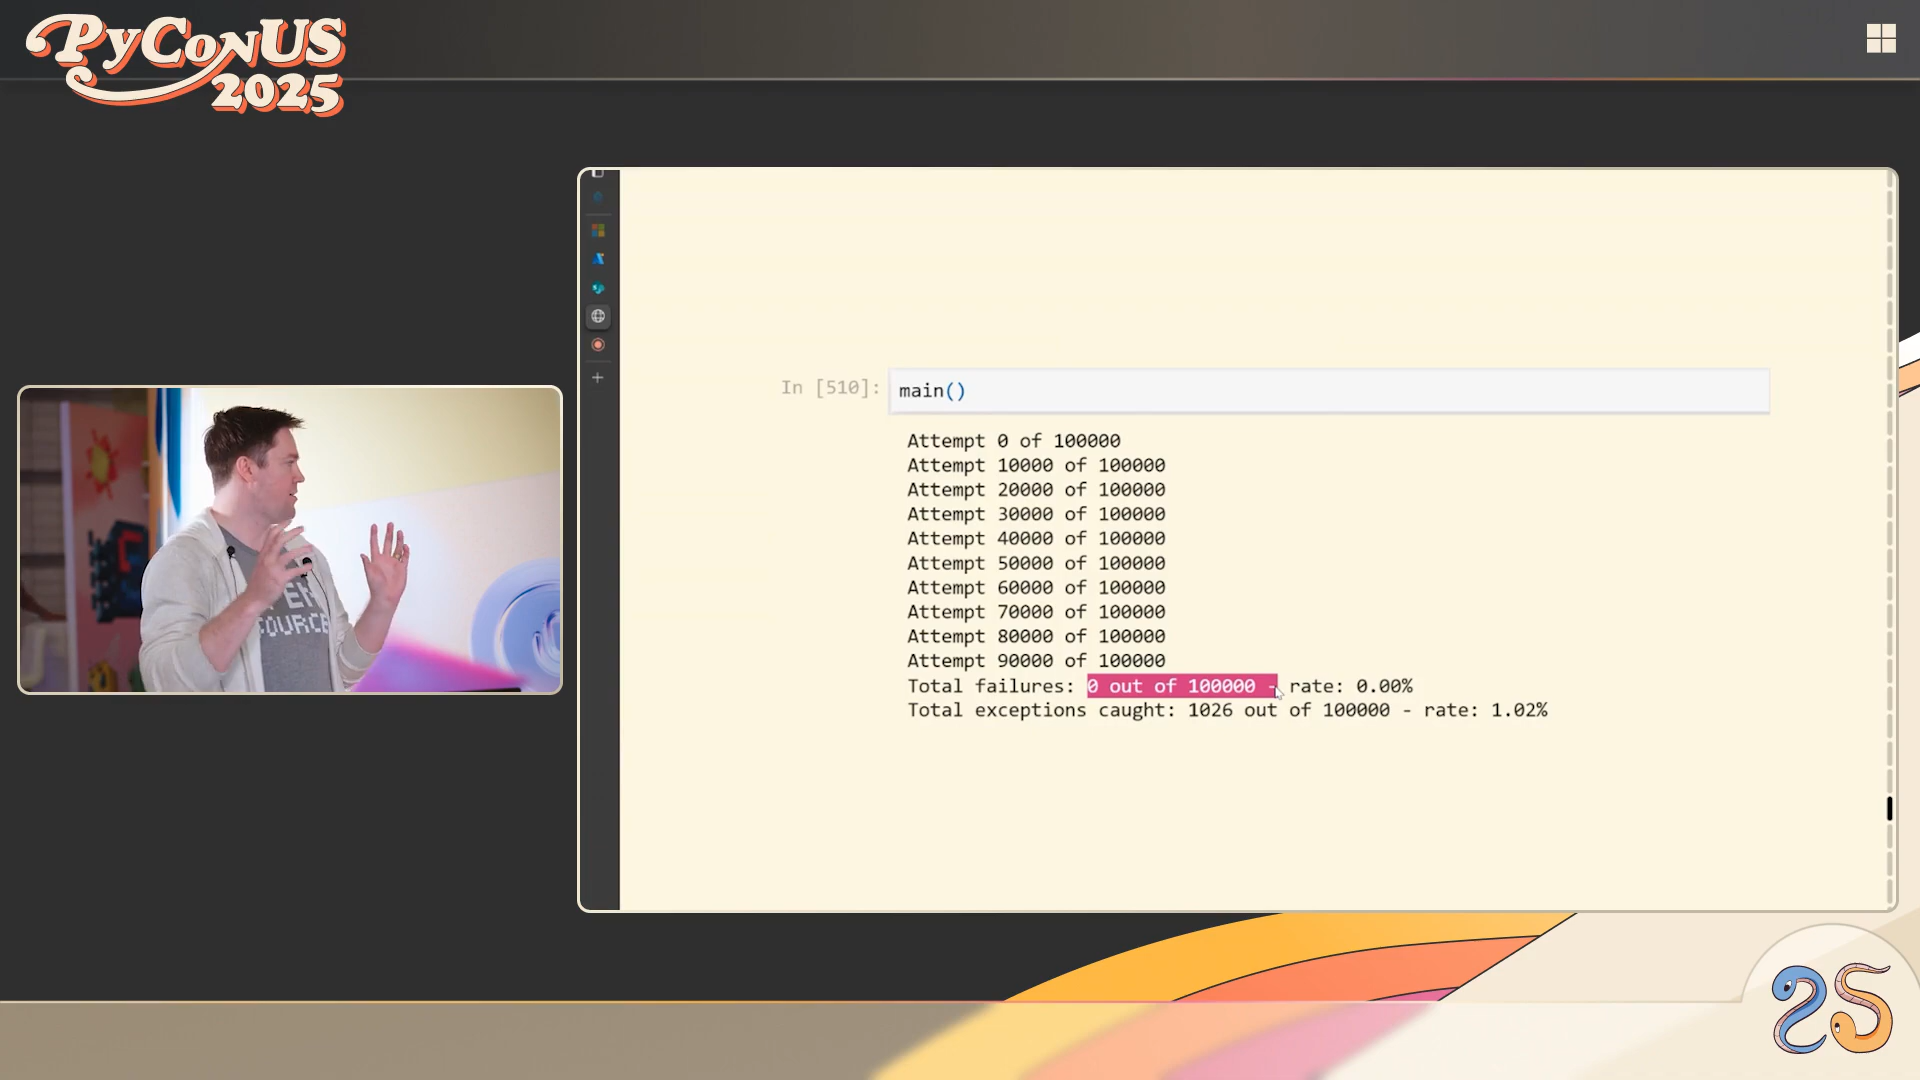 PyConUS
2025
In [510]: main()
Attempt 0 of 100000
Attempt 10000 of 100000
Attempt 20000 of 100000
Attempt 30000 of 100000
Attempt 40000 of 100000
Attempt 50000 of 100000
Attempt 60000 of 100000
Attempt 70000 of 100000
Attempt 80000 of 100000
Attempt 90000 of 100000
Total failures: 0 out of 100000 - rate: 0.00%
Total exceptions caught: 1026 out of 100000 - rate: 1.02%
25